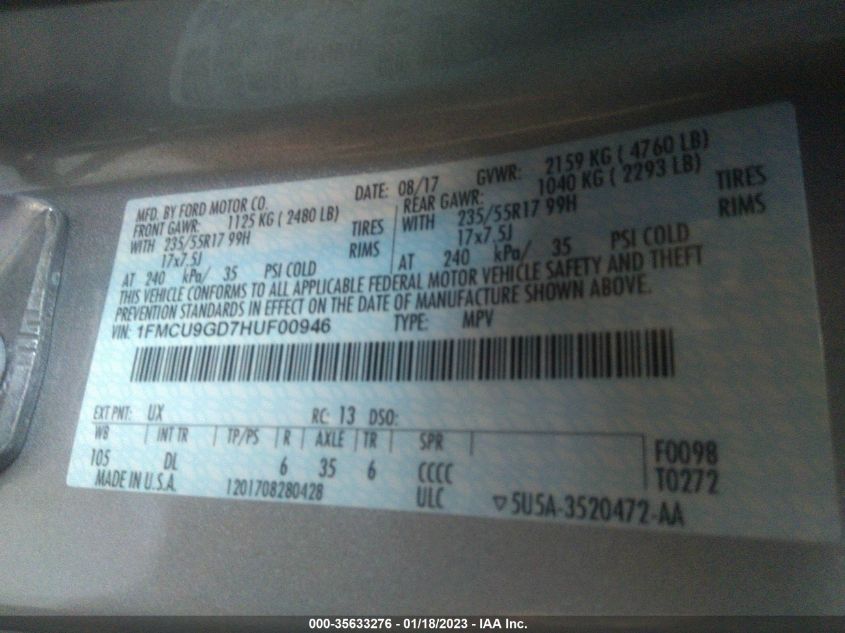 MFD. BY FORD MOTOR CO. DATE: 08/17 GVWR: 2159 KG ( 4760 LB)
FRONT GAWR: 1125 KG ( 2480 LB) REAR GAWR: 1040 KG ( 2293 LB)
WITH 235/55R17 99H TIRES WITH 235/55R17 99H TIRES
17x7.5J RIMS 17x7.5J RIMS
AT 240 kPa/ 35 PSI COLD AT 240 kPa/ 35 PSI COLD
THIS VEHICLE CONFORMS TO ALL APPLICABLE FEDERAL MOTOR VEHICLE SAFETY AND THEFT
PREVENTION STANDARDS IN EFFECT ON THE DATE OF MANUFACTURE SHOWN ABOVE.
VIN: 1FMCU9GD7HUF00946 TYPE: MPV
EXT PNT: UX RC: 13 DSO:
WB INT TR TP/PS R AXLE TR SPR F0098
105 DL 6 35 6 CCCC T0272
MADE IN U.S.A. 1201708280428 ULC 5U5A-3520472-AA
000-35633276 - 01/18/2023 - IAA Inc.